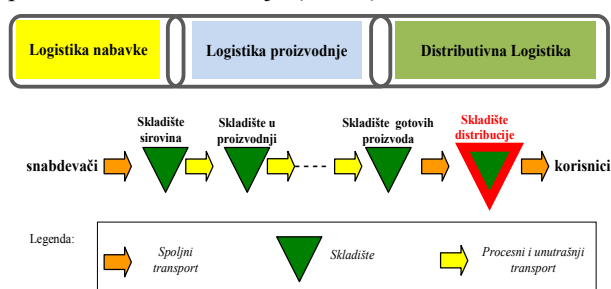 Logistika nabavke
Logistika proizvodnje
Distributivna Logistika
Skladište
sirovina
Skladište u
proizvodnji
Skladište gotovih
proizvoda
Skladište
distribucije
snabdevači
korisnici
Legenda:
Spoljni
transport
Skladište
Procesni i unutrašnji
transport